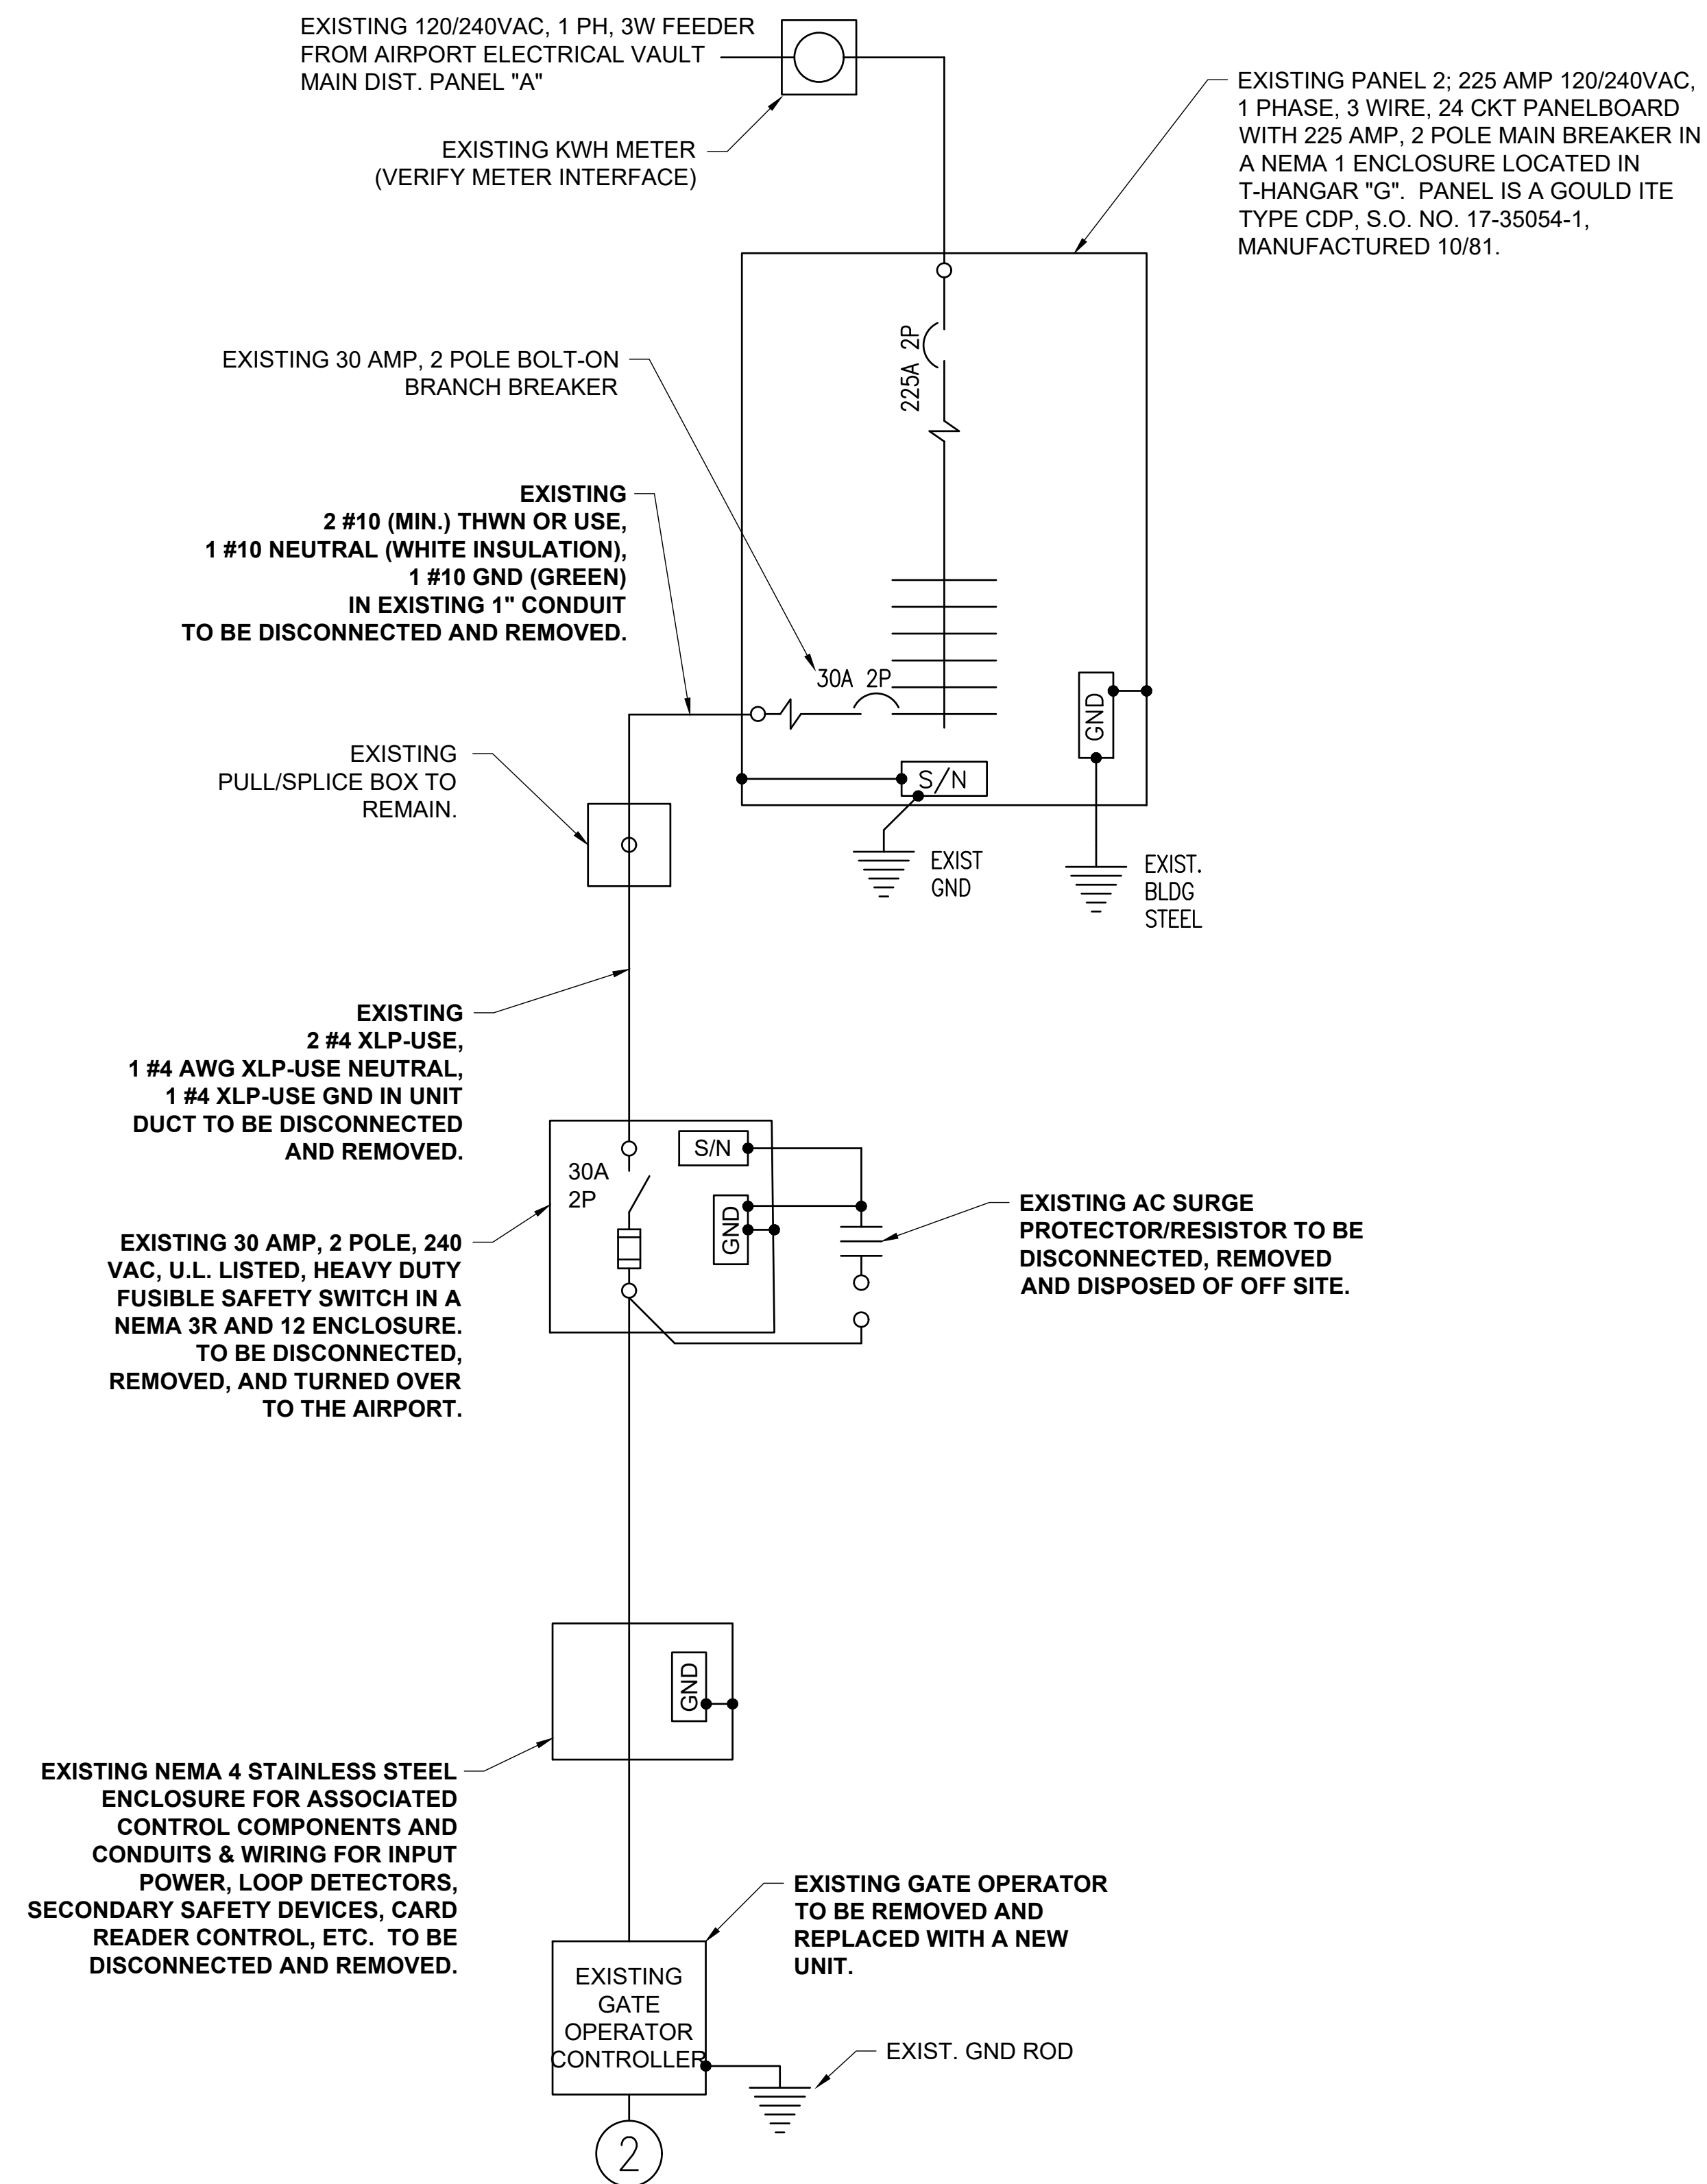 EXISTING 120/240VAC, 1 PH, 3W FEEDER
FROM AIRPORT ELECTRICAL VAULT
MAIN DIST. PANEL "A"
EXISTING KWH METER
(VERIFY METER INTERFACE)
EXISTING PANEL 2; 225 AMP 120/240VAC,
1 PHASE, 3 WIRE, 24 CKT PANELBOARD
WITH 225 AMP, 2 POLE MAIN BREAKER IN
A NEMA 1 ENCLOSURE LOCATED IN
T-HANGAR "G".  PANEL IS A GOULD ITE
TYPE CDP, S.O. NO. 17-35054-1,
MANUFACTURED 10/81.
225A 2P
EXISTING 30 AMP, 2 POLE BOLT-ON
BRANCH BREAKER
EXISTING
2 #10 (MIN.) THWN OR USE,
1 #10 NEUTRAL (WHITE INSULATION),
1 #10 GND (GREEN)
IN EXISTING 1" CONDUIT
TO BE DISCONNECTED AND REMOVED.
30A 2P
GND
S/N
EXISTING
PULL/SPLICE BOX TO
REMAIN.
EXIST
GND
EXIST.
BLDG
STEEL
EXISTING
2 #4 XLP-USE,
1 #4 AWG XLP-USE NEUTRAL,
1 #4 XLP-USE GND IN UNIT
DUCT TO BE DISCONNECTED
AND REMOVED.
30A
2P
S/N
GND
EXISTING AC SURGE
PROTECTOR/RESISTOR TO BE
DISCONNECTED, REMOVED
AND DISPOSED OF OFF SITE.
EXISTING 30 AMP, 2 POLE, 240
VAC, U.L. LISTED, HEAVY DUTY
FUSIBLE SAFETY SWITCH IN A
NEMA 3R AND 12 ENCLOSURE.
TO BE DISCONNECTED,
REMOVED, AND TURNED OVER
TO THE AIRPORT.
GND
EXISTING NEMA 4 STAINLESS STEEL
ENCLOSURE FOR ASSOCIATED
CONTROL COMPONENTS AND
CONDUITS & WIRING FOR INPUT
POWER, LOOP DETECTORS,
SECONDARY SAFETY DEVICES, CARD
READER CONTROL, ETC.  TO BE
DISCONNECTED AND REMOVED.
EXISTING GATE OPERATOR
TO BE REMOVED AND
REPLACED WITH A NEW
UNIT.
EXISTING
GATE
OPERATOR
CONTROLLER
EXIST. GND ROD
2